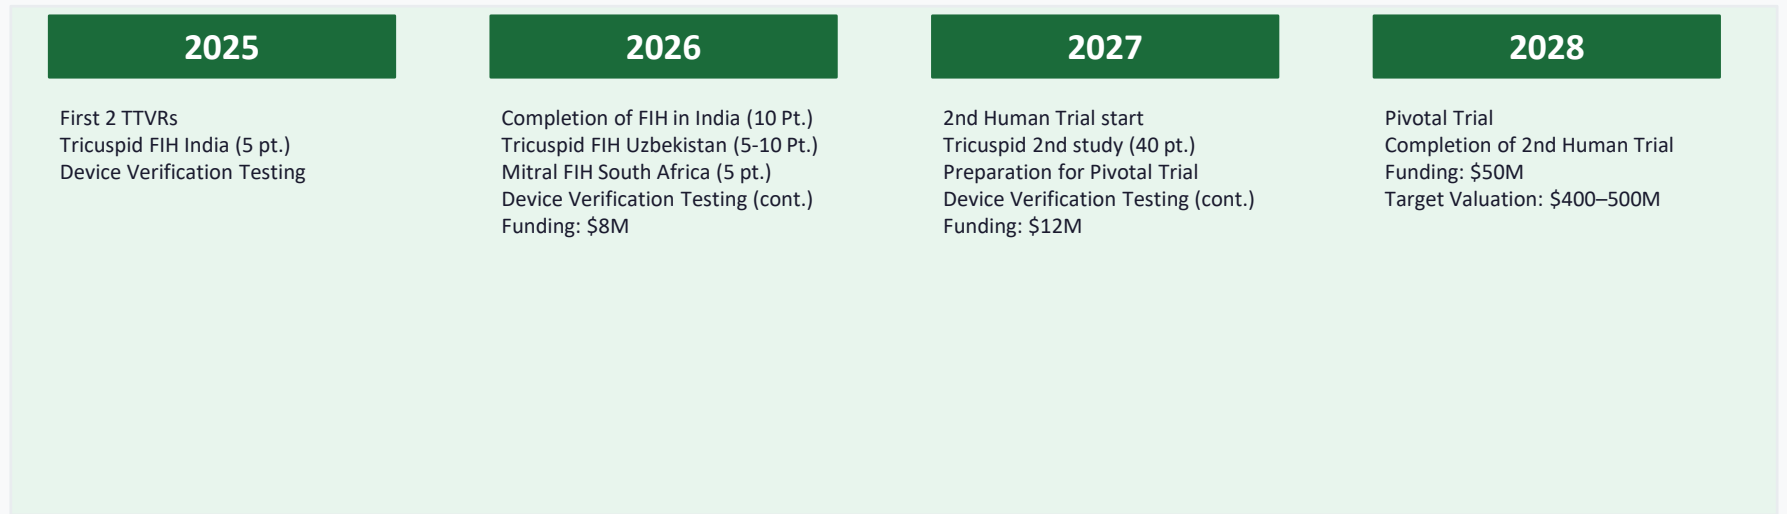 2025
First 2 TTVRs
Tricuspid FIH India (5 pt.)
Device Verification Testing
2026
Completion of FIH in India (10 Pt.)
Tricuspid FIH Uzbekistan (5-10 Pt.)
Mitral FIH South Africa (5 pt.)
Device Verification Testing (cont.)
Funding: $8M
2027
2nd Human Trial start
Tricuspid 2nd study (40 pt.)
Preparation for Pivotal Trial
Device Verification Testing (cont.)
Funding: $12M
2028
Pivotal Trial
Completion of 2nd Human Trial
Funding: $50M
Target Valuation: $400–500M